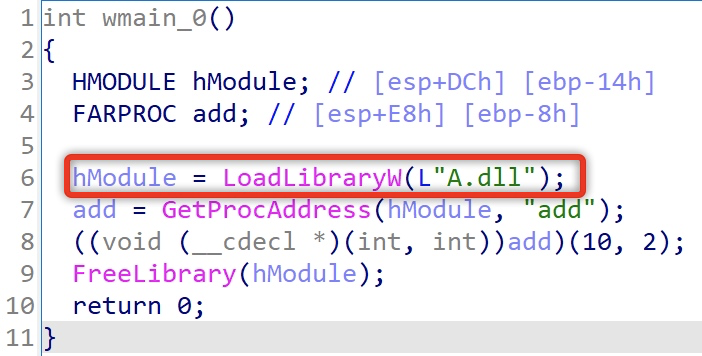 1 int wmain_0()
2 {
3   HMODULE hModule; // [esp+DCh] [ebp-14h]
4   FARPROC add; // [esp+E8h] [ebp-8h]
5
6   hModule = LoadLibraryW(L"A.dll");
7   add = GetProcAddress(hModule, "add");
8   ((void (__cdecl *)(int, int))add)(10, 2);
9   FreeLibrary(hModule);
10   return 0;
11 }